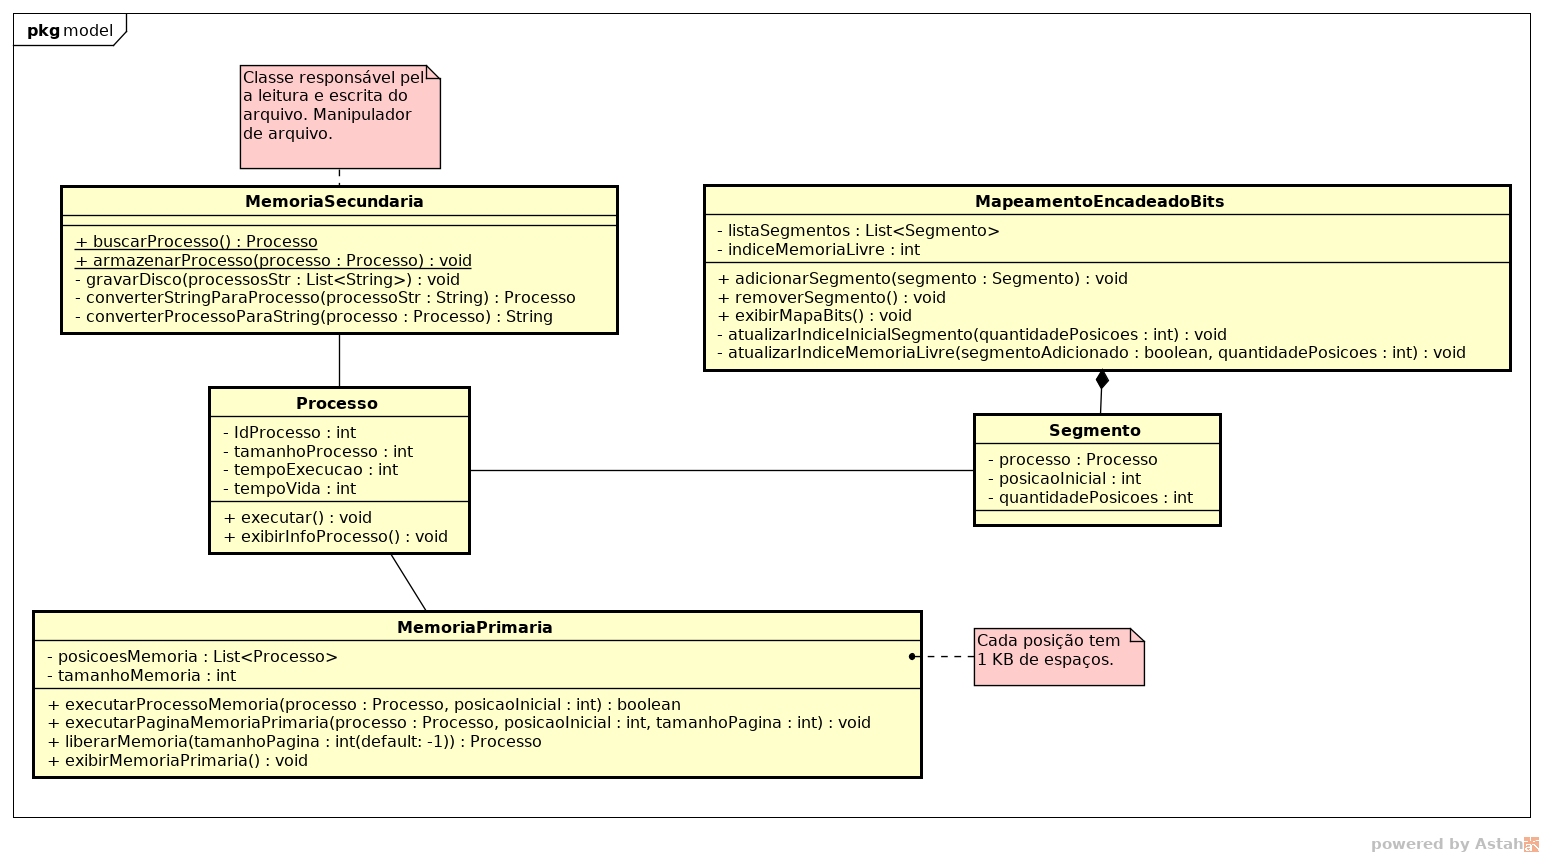 pkg model
Classe responsável pel
a leitura e escrita do
arquivo. Manipulador
de arquivo.
MemoriaSecundaria
+ buscarProcesso() : Processo
+ armazenarProcesso(processo : Processo) : void
- gravarDisco(processosStr : List<String>) : void
- converterStringParaProcesso(processoStr : String) : Processo
- converterProcessoParaString(processo : Processo) : String
MapeamentoEncadeadoBits
- listaSegmentos : List<Segmento>
- indiceMemoriaLivre : int
+ adicionarSegmento(segmento : Segmento) : void
+ removerSegmento() : void
+ exibirMapaBits() : void
- atualizarIndiceInicialSegmento(quantidadePosicoes : int) : void
- atualizarIndiceMemoriaLivre(segmentoAdicionado : boolean, quantidadePosicoes : int) : void
Processo
- IdProcesso : int
- tamanhoProcesso : int
- tempoExecucao : int
- tempoVida : int
+ executar() : void
+ exibirInfoProcesso() : void
Segmento
- processo : Processo
- posicaoInicial : int
- quantidadePosicoes : int
MemoriaPrimaria
- posicoesMemoria : List<Processo>
- tamanhoMemoria : int
+ executarProcessoMemoria(processo : Processo, posicaoInicial : int) : boolean
+ executarPaginaMemoriaPrimaria(processo : Processo, posicaoInicial : int, tamanhoPagina : int) : void
+ liberarMemoria(tamanhoPagina : int(default: -1)) : Processo
+ exibirMemoriaPrimaria() : void
Cada posição tem
1 KB de espaços.
powered by Astah